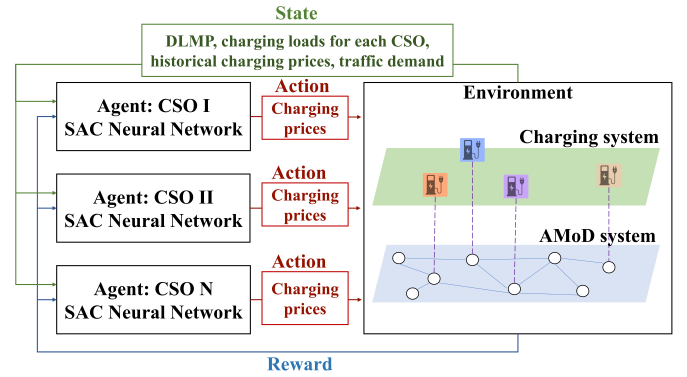 State
DLMP, charging loads for each CSO,
historical charging prices, traffic demand
Agent: CSO I
SAC Neural Network
Action
Charging
prices
Agent: CSO II
SAC Neural Network
Action
Charging
prices
Agent: CSO N
SAC Neural Network
Action
Charging
prices
Environment
Charging system
AMoD system
Reward